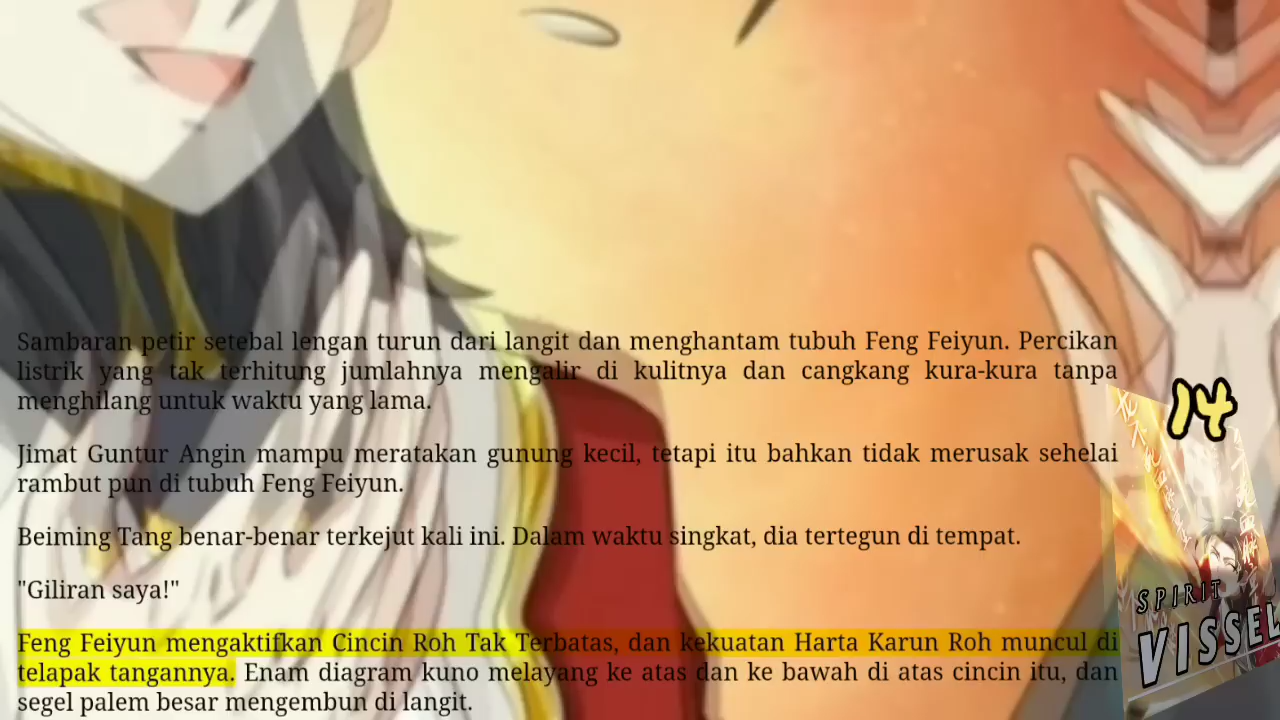 Sambaran petir setebal lengan turun dari langit dan menghantam tubuh Feng Feiyun. Percikan
listrik yang tak terhitung jumlahnya mengalir di kulitnya dan cangkang kura-kura tanpa
menghilang untuk waktu yang lama.
Jimat Guntur Angin mampu meratakan gunung kecil, tetapi itu bahkan tidak merusak sehelai
rambut pun di tubuh Feng Feiyun.
Beiming Tang benar-benar terkejut kali ini. Dalam waktu singkat, dia tertegun di tempat.
"Giliran saya!"
Feng Feiyun mengaktifkan Cincin Roh Tak Terbatas, dan kekuatan Harta Karun Roh muncul di
telapak tangannya. Enam diagram kuno melayang ke atas dan ke bawah di atas cincin itu, dan
segel palem besar mengembun di langit.
14
SPIRIT
VISSEL